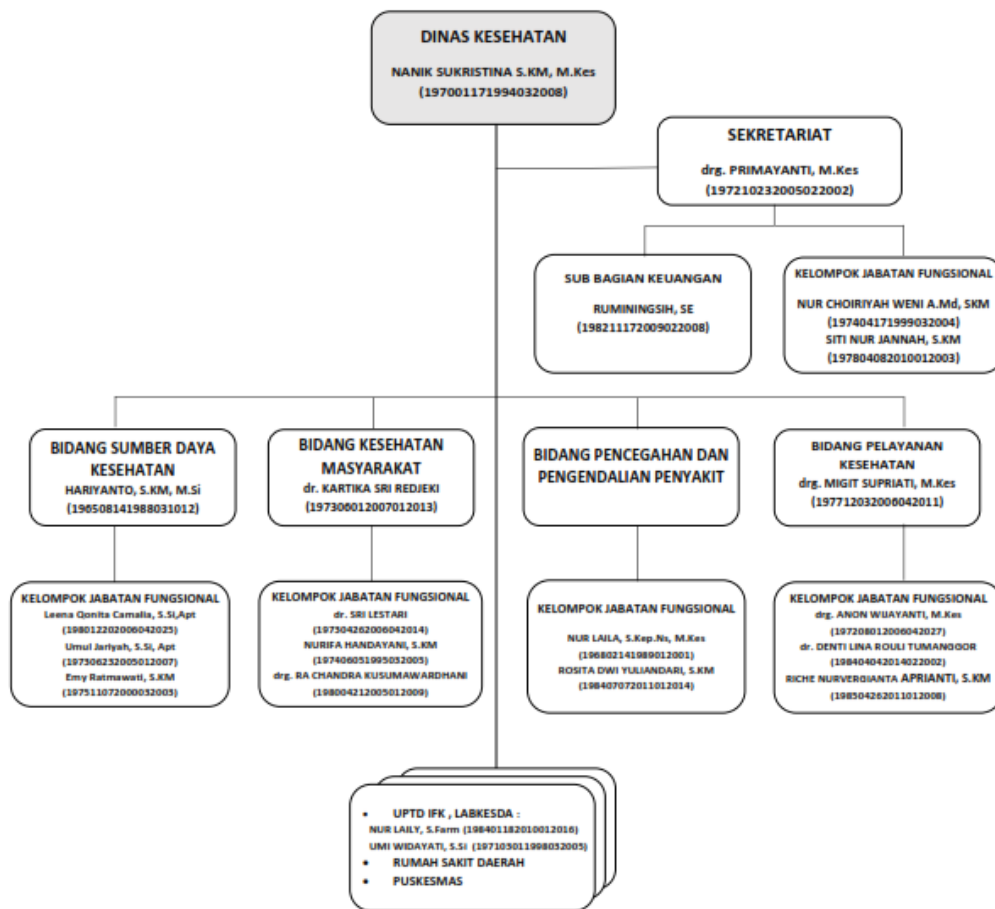 DINAS KESEHATAN
NANIK SUKRISTINA S.KM, M.Kes
(197001171994032008)
SEKRETARIAT
drg. PRIMAYANTI, M.Kes
(197210232005022002)
SUB BAGIAN KEUANGAN
RUMININGSIH, SE
(198211172009022008)
KELOMPOK JABATAN FUNGSIONAL
NUR CHOIRIYAH WENI A.Md, SKM
(197404171999032004)
SITI NUR JANNAH, S.KM
(197804082010012003)
BIDANG SUMBER DAYA
KESEHATAN
HARIYANTO, S.KM, M.Si
(196508141988031012)
BIDANG KESEHATAN
MASYARAKAT
dr. KARTIKA SRI REDJEKI
(197306012007012013)
BIDANG PENCEGAHAN DAN
PENGENDALIAN PENYAKIT
BIDANG PELAYANAN
KESEHATAN
drg. MIGIT SUPRIATI, M.Kes
(197712032006042011)
KELOMPOK JABATAN FUNGSIONAL
Leena Qonita Camalia, S.Si,Apt
(198012202006042025)
Umul Jariyah, S.Si, Apt
(197306232005012007)
Emy Ratmawati, S.KM
(197511072000032003)
KELOMPOK JABATAN FUNGSIONAL
dr. SRI LESTARI
(197304262006042014)
NURIFA HANDAYANI, S.KM
(197406051995032003)
drg. RA CHANDRA KUSUMAWARDHANI
(198004212005012009)
KELOMPOK JABATAN FUNGSIONAL
NUR LAILA, S.Kep.Ns, M.Kes
(196802141989012001)
ROSITA DWI YULIANDARI, S.KM
(198407072011012014)
KELOMPOK JABATAN FUNGSIONAL
drg. ANON WIJAYANTI, M.Kes
(197208012006042027)
dr. DENTI LINA ROULI TUMANGGOR
(198404042014022002)
RICHE NURVERGIANTA APRIANTI, S.KM
(198504262011012008)
• UPTD IFK , LABKESDA :
NUR LAILY, S.Farm (198401182010012016)
UMI WIDAYATI, S.Si (197103011998032005)
• RUMAH SAKIT DAERAH
• PUSKESMAS